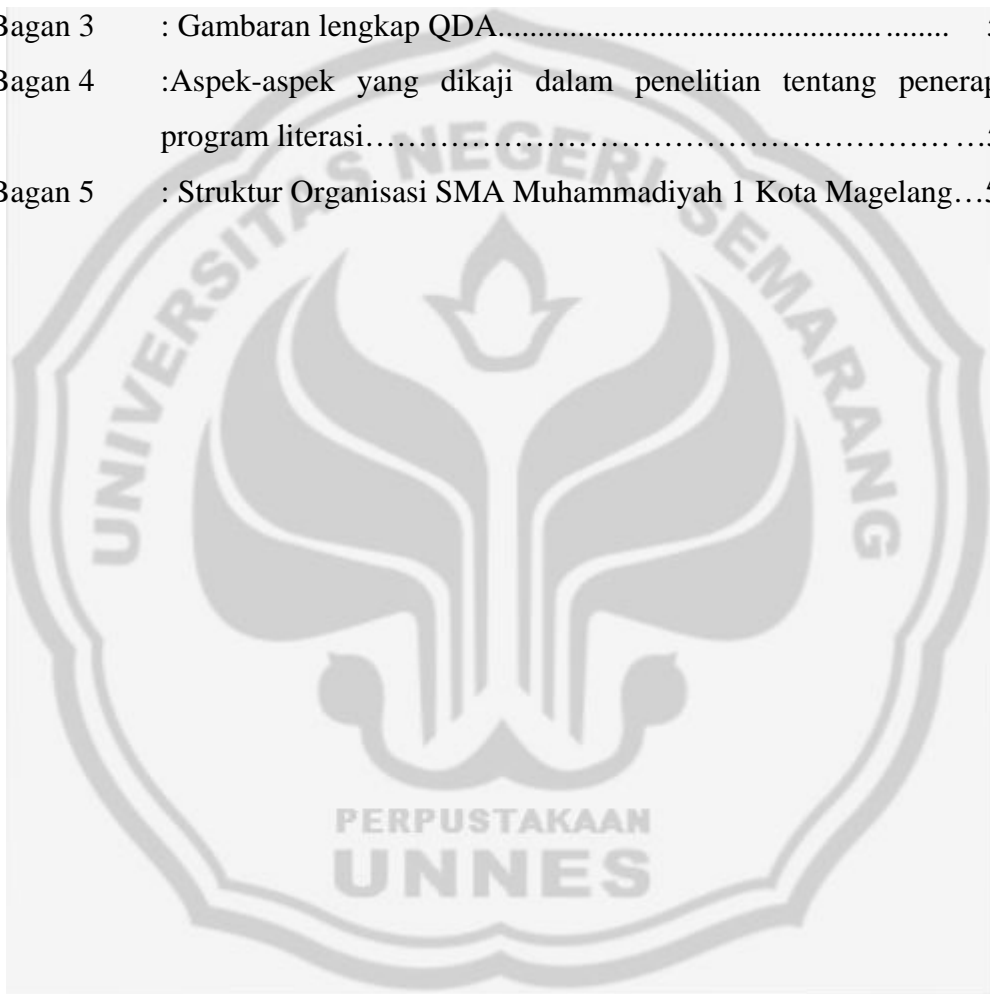 Bagan 3 : Gambaran lengkap QDA.....................................................
Bagan 4 :Aspek-aspek yang dikaji dalam penelitian tentang
program literasi……………………………………………………
Bagan 5 : Struktur Organisasi SMA Muhammadiyah 1 Kota Magelang…
UNIVERSITAS NEGERI SEMARANG
PERPUSTAKAAN
UNNES